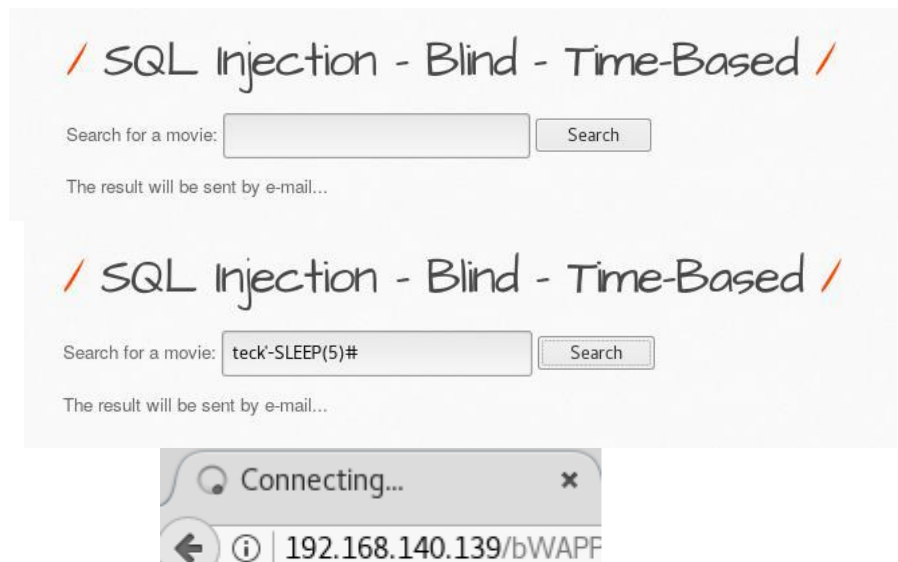 / SQL Injection - Blind - Time-Based /
Search for a movie: Search
The result will be sent by e-mail...
/ SQL Injection - Blind - Time-Based /
Search for a movie: teck'-SLEEP(5)# Search
The result will be sent by e-mail...
Connecting... ×
192.168.140.139/bWAPP